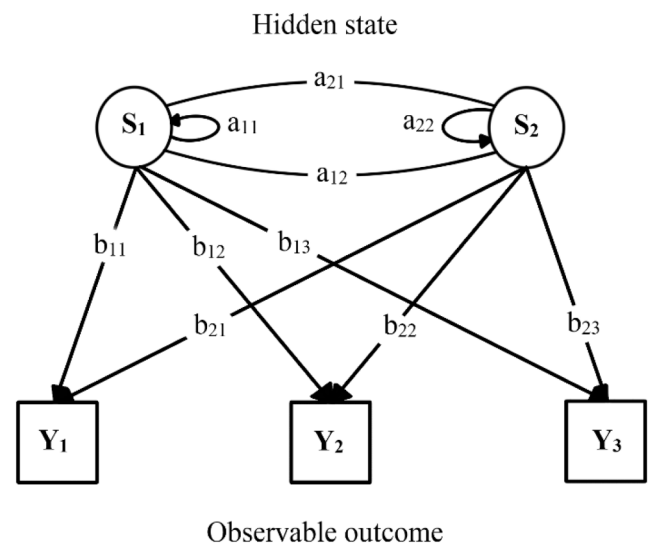 Hidden state
a₂₁
S₁ a₁₁ a₂₂ S₂
a₁₂
b₁₁ b₁₂ b₁₃
b₂₁ b₂₂ b₂₃
Y₁ Y₂ Y₃
Observable outcome